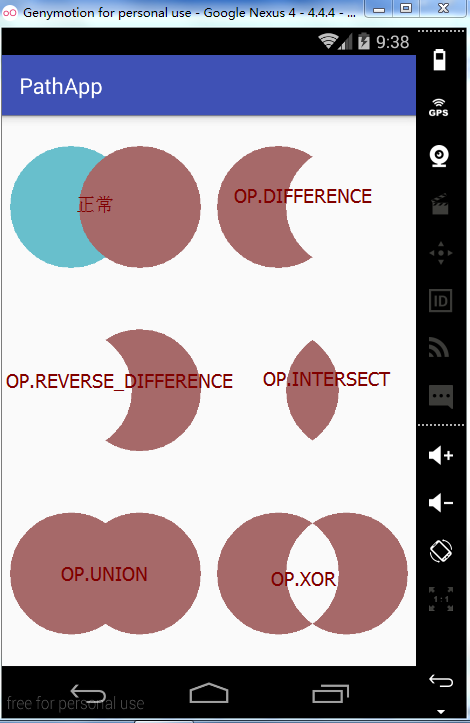 Genymotion for personal use - Google Nexus 4 - 4.4.4 - ...
9:38
PathApp
GPS
正常
OP.DIFFERENCE
ID
OP.REVERSE_DIFFERENCE
OP.INTERSECT
OP.UNION
OP.XOR
1:1
free for personal use